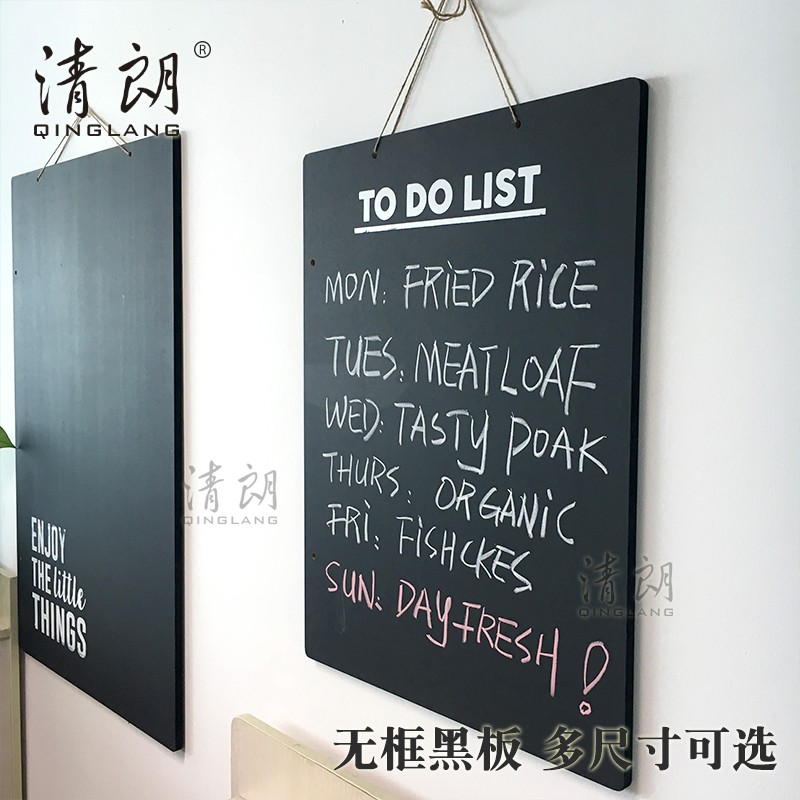 清朗®
QINGLANG
TO DO LIST
MON: FRIED RICE
TUES: MEATLOAF
WED: TASTY POAK
THURS: ORGANIC
FRI: FISHCKES
SUN: DAY FRESH!
ENJOY
THE little
THINGS
清朗
QINGLANG
清朗
QINGLANG
无框黑板 多尺寸可选